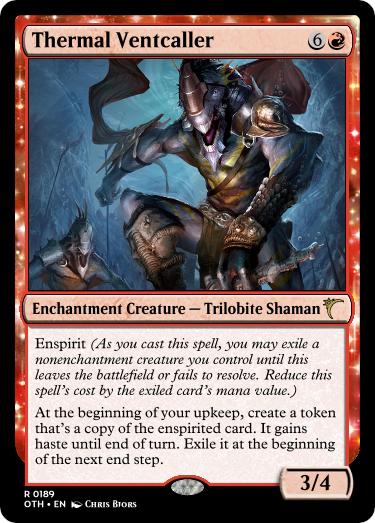 Thermal Ventcaller 6
Enchantment Creature — Trilobite Shaman
Enspirit (As you cast this spell, you may exile a
nonenchantment creature you control until this
leaves the battlefield or fails to resolve. Reduce
this spell's cost by the exiled card's mana value.)
At the beginning of your upkeep, create a token
that's a copy of the enspirited card. It gains
haste until end of turn. Exile it at the beginning
of the next end step.
3/4
R 0189
OTH • EN Chris Bjors